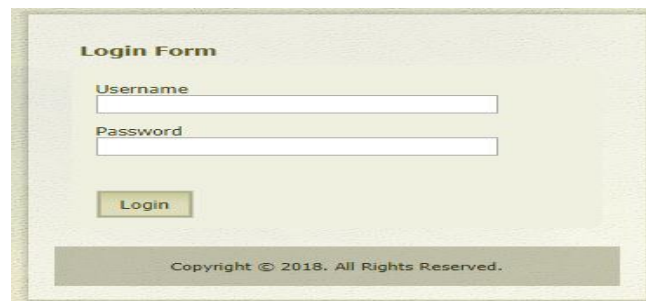 Login Form
Username
Password
Login
Copyright © 2018. All Rights Reserved.